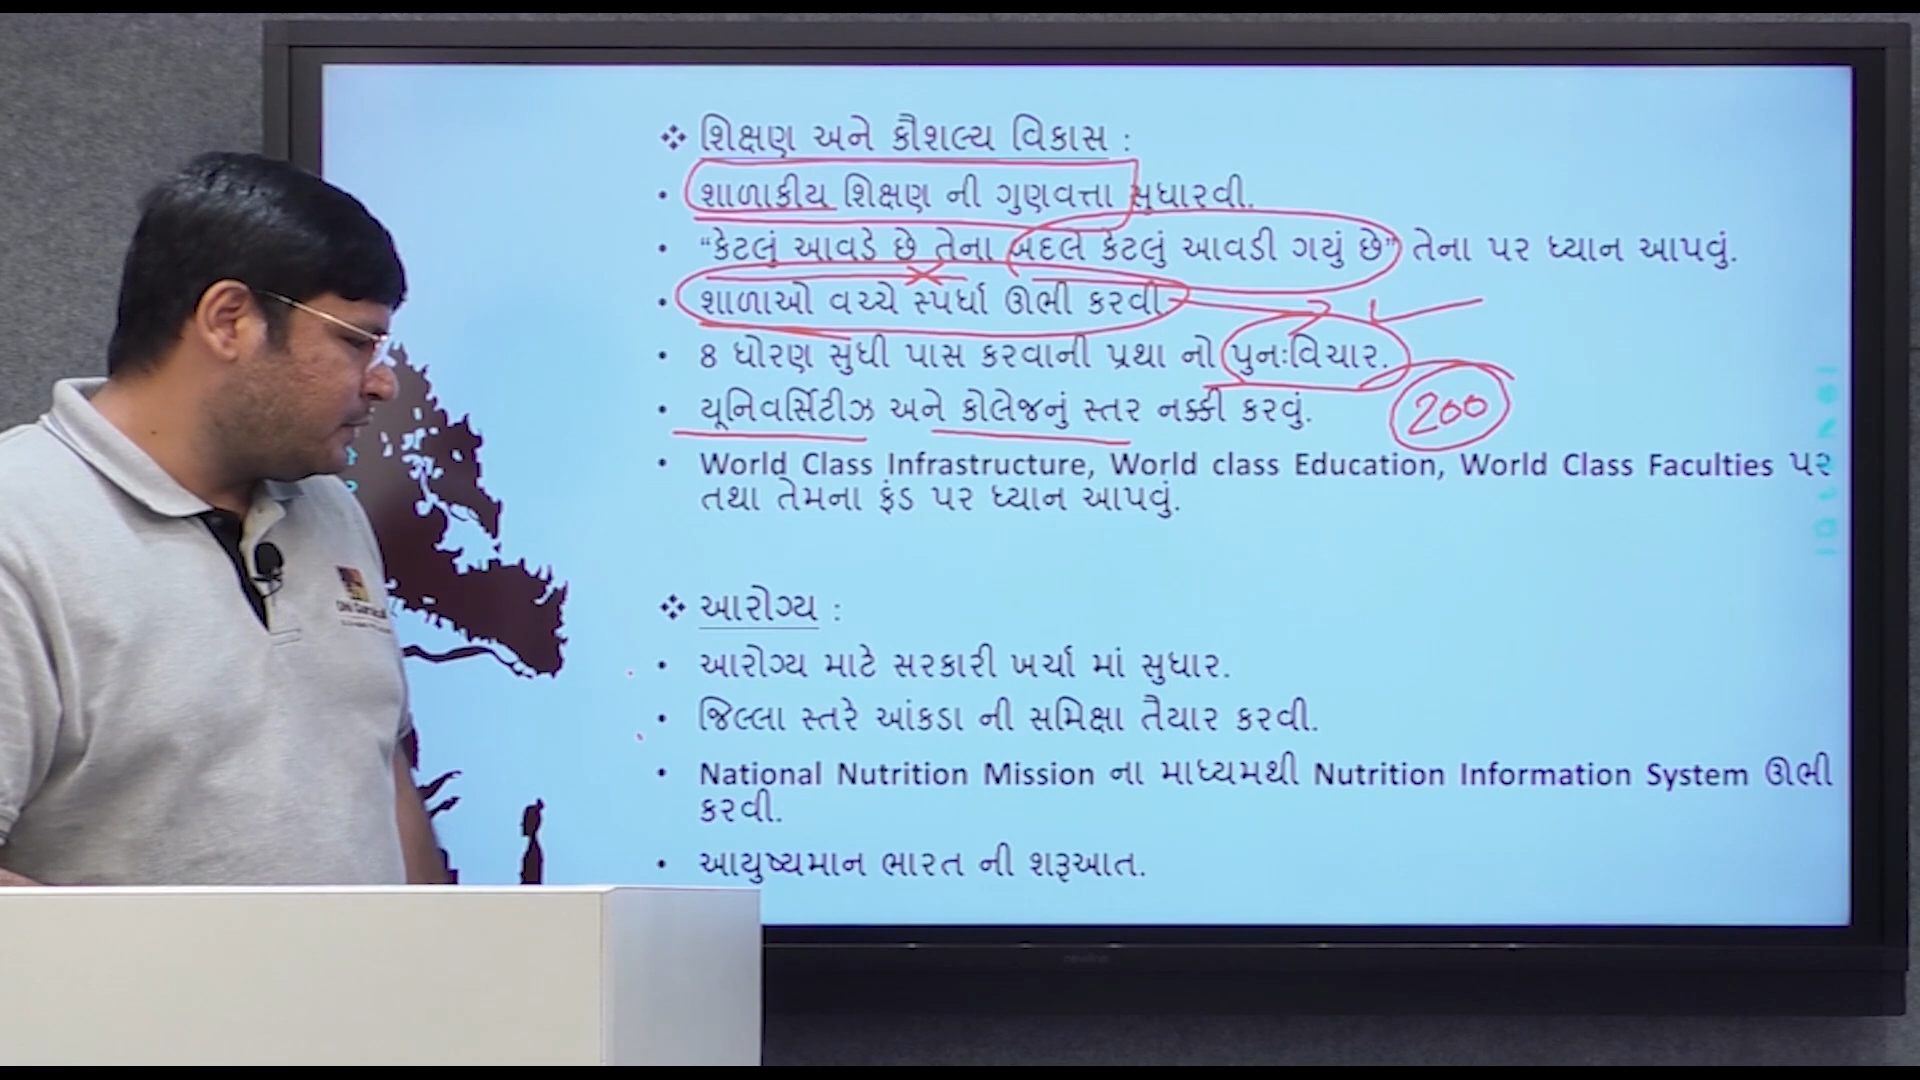 ❖ શિક્ષણ અને કૌશલ્ય વિકાસ :
• શાળાકીય શિક્ષણ ની ગુણવત્તા સુધારવી.
• “કેટલું આવડે છે તેના બદલે કેટલું આવડી ગયું છે” તેના પર ધ્યાન આપવું.
• શાળાઓ વચ્ચે સ્પર્ધા ઊભી કરવી
• 8 ધોરણ સુધી પાસ કરવાની પ્રથા નો પુનઃવિચાર.
• યૂનિવર્સિટીઝ અને કોલેજનું સ્તર નક્કી કરવું.
200
• World Class Infrastructure, World class Education, World Class Faculties પર
તથા તેમના ફંડ પર ધ્યાન આપવું.
❖ આરોગ્ય :
• આરોગ્ય માટે સરકારી ખર્ચા માં સુધાર.
• જિલ્લા સ્તરે આંકડા ની સમિક્ષા તૈયાર કરવી.
• National Nutrition Mission ના માધ્યમથી Nutrition Information System ઊભી
કરવી.
• આયુષ્યમાન ભારત ની શરૂઆત.